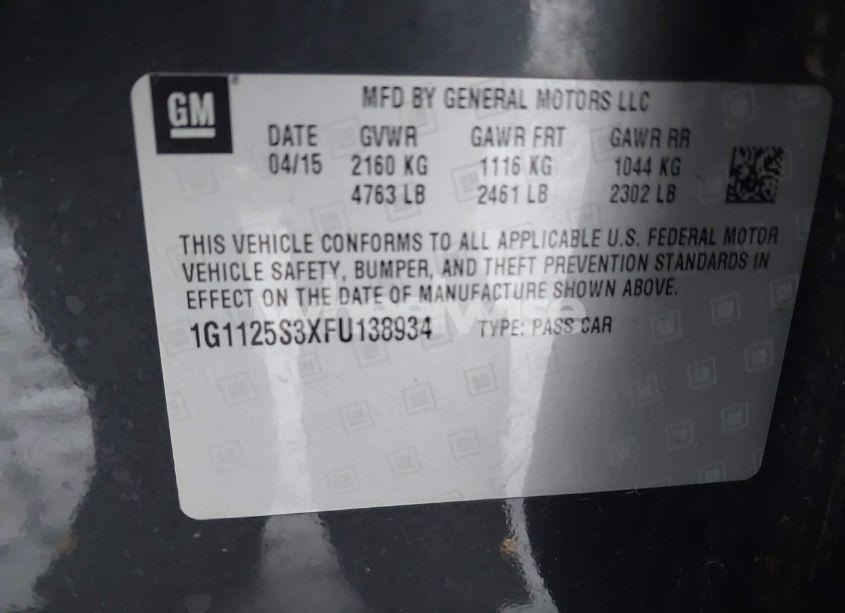 GM
MFD BY GENERAL MOTORS LLC
DATE GVWR GAWR FRT GAWR RR
04/15 2160 KG 1116 KG 1044 KG
4763 LB 2461 LB 2302 LB
THIS VEHICLE CONFORMS TO ALL APPLICABLE U.S. FEDERAL MOTOR
VEHICLE SAFETY, BUMPER, AND THEFT PREVENTION STANDARDS IN
EFFECT ON THE DATE OF MANUFACTURE SHOWN ABOVE.
1G1125S3XFU138934 TYPE: PASS CAR